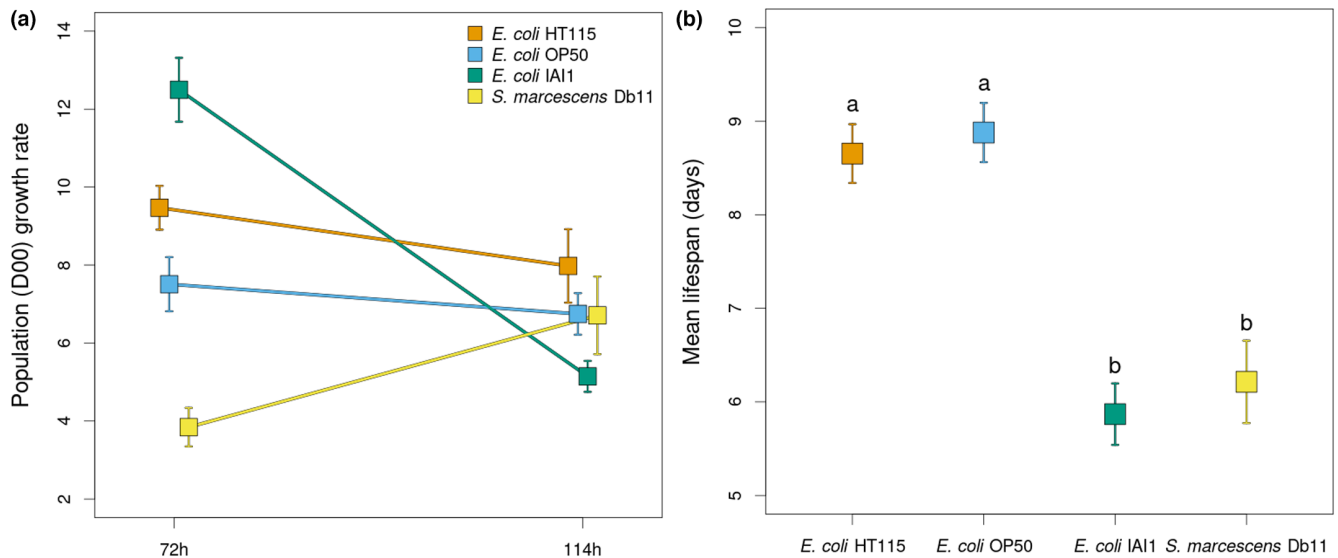 (a)
Population (D00) growth rate
14
12
10
8
6
4
2
72h
114h
E. coli HT115
E. coli OP50
E. coli IAI1
S. marcescens Db11
(b)
Mean lifespan (days)
10
9
8
7
6
5
a
a
b
b
E. coli HT115
E. coli OP50
E. coli IAI1
S. marcescens Db11